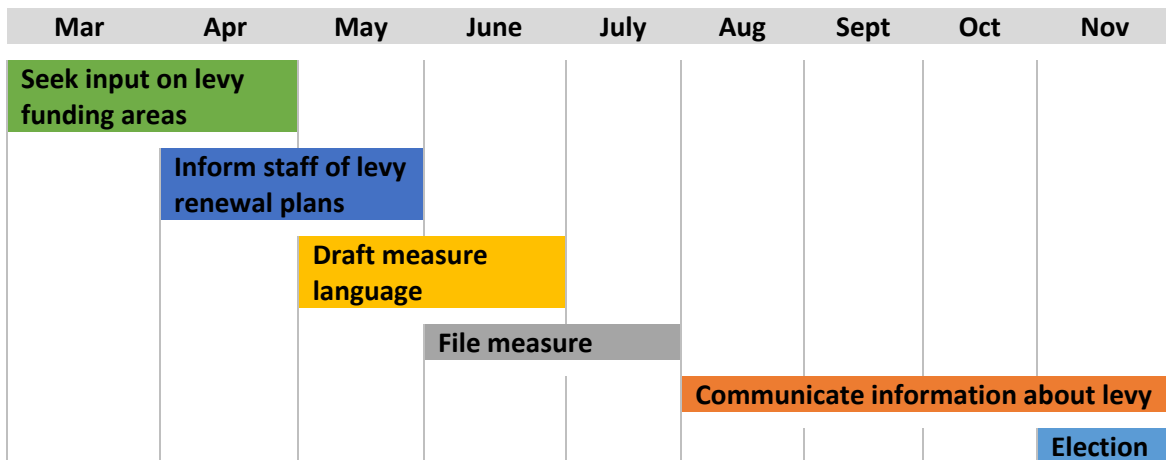 Mar Apr May June July Aug Sept Oct Nov
Seek input on levy
funding areas
Inform staff of levy
renewal plans
Draft measure
language
File measure
Communicate information about levy
Election